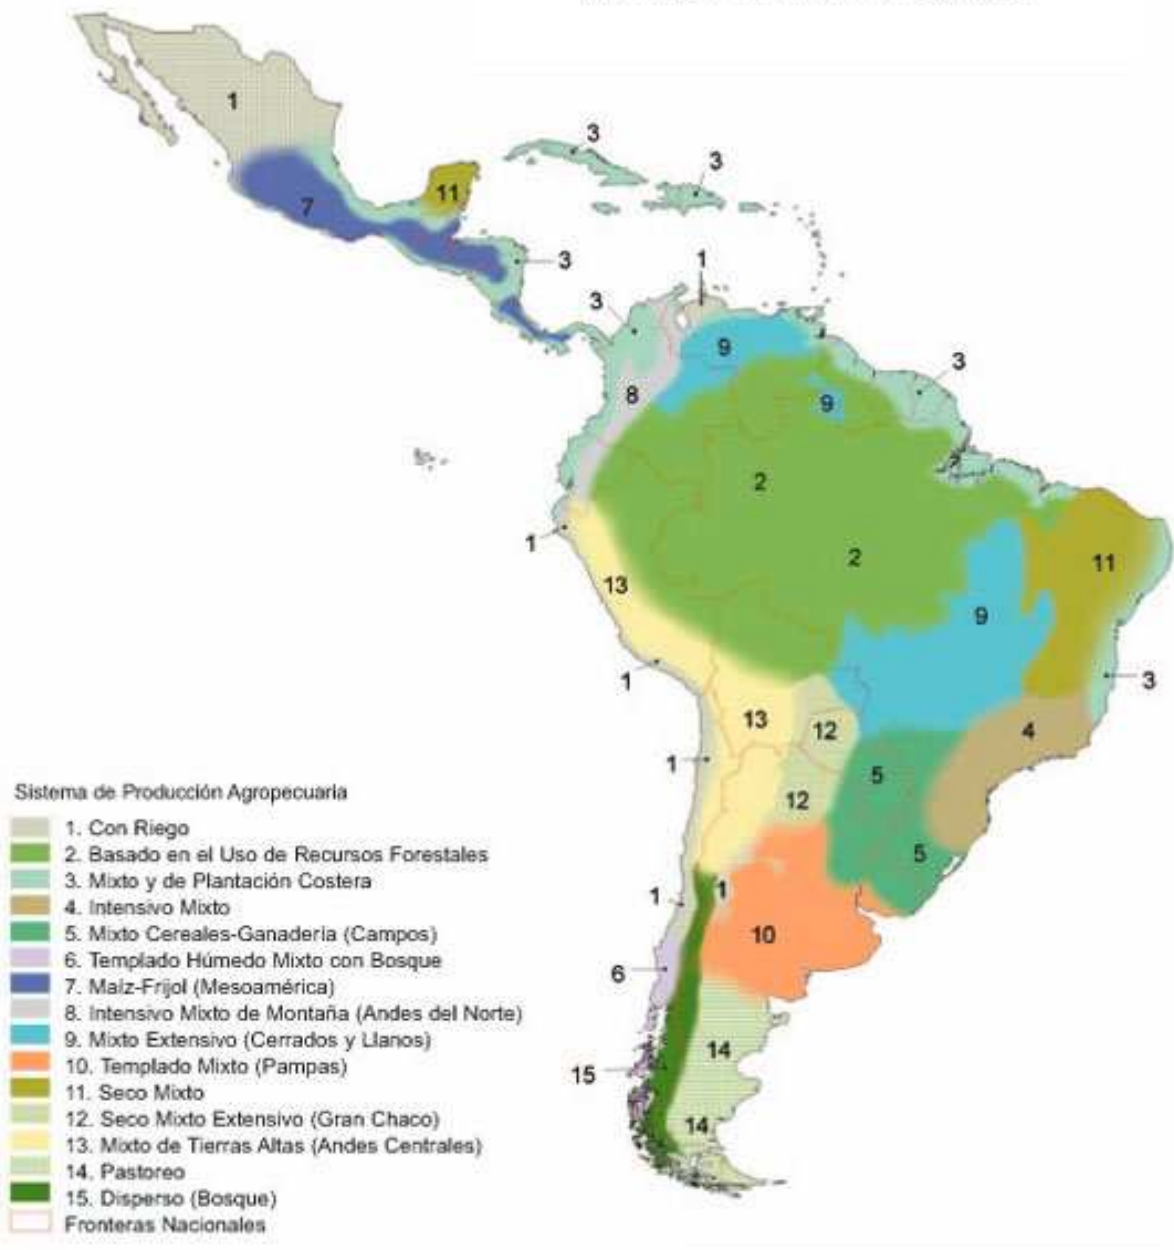 1
3
3
11
7
3
1
3
9
3
8
9
2
1
2
11
13
9
1
3
13
12
4
1
5
12
5
1
1
10
6
14
15
14
Sistema de Producción Agropecuaria
1. Con Riego
2. Basado en el Uso de Recursos Forestales
3. Mixto y de Plantación Costera
4. Intensivo Mixto
5. Mixto Cereales-Ganadería (Campos)
6. Templado Húmedo Mixto con Bosque
7. Maíz-Frijol (Mesoamérica)
8. Intensivo Mixto de Montaña (Andes del Norte)
9. Mixto Extensivo (Cerrados y Llanos)
10. Templado Mixto (Pampas)
11. Seco Mixto
12. Seco Mixto Extensivo (Gran Chaco)
13. Mixto de Tierras Altas (Andes Centrales)
14. Pastoreo
15. Disperso (Bosque)
Fronteras Nacionales